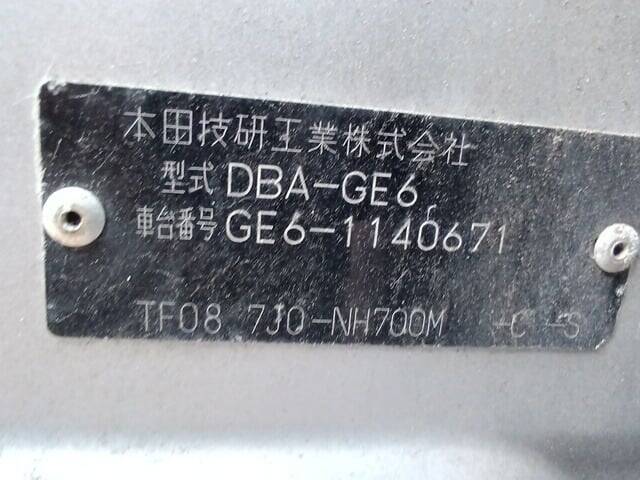 本田技研工業株式会社
型式 DBA-GE6
車台番号 GE6-1140671
TF08 7J0-NH700M -C -S